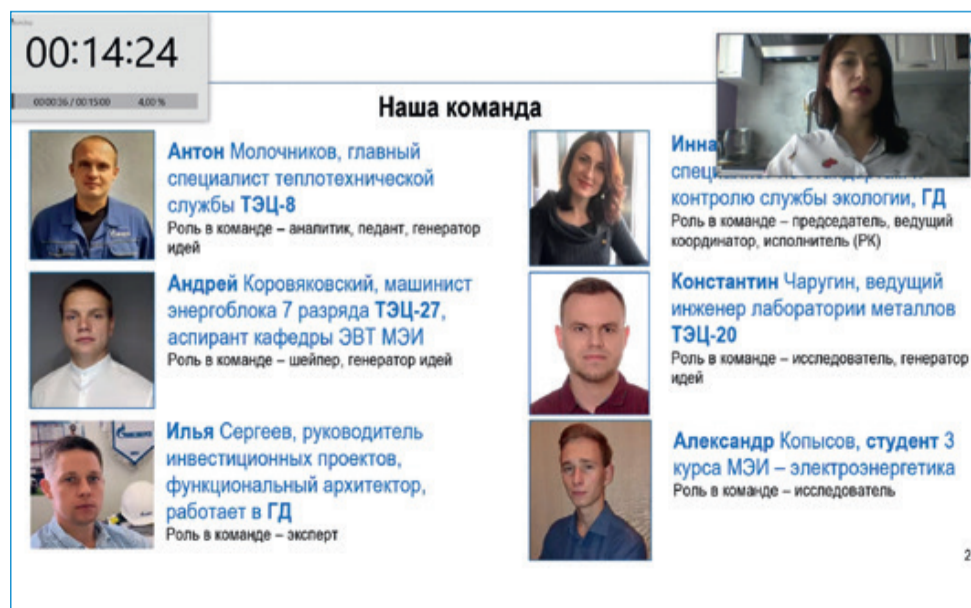 00:14:24
00:00:36 / 00:15:00 4,00 %
Наша команда
Антон Молочников, главный
специалист теплотехнической
службы ТЭЦ-8
Роль в команде – аналитик, педант, генератор
идей
Андрей Коровяковский, машинист
энергоблока 7 разряда ТЭЦ-27,
аспирант кафедры ЭВТ МЭИ
Роль в команде – шейпер, генератор идей
Илья Сергеев, руководитель
инвестиционных проектов,
функциональный архитектор,
работает в ГД
Роль в команде – эксперт
Инна
контролю службы экологии, ГД
Роль в команде – председатель, ведущий
координатор, исполнитель (РК)
Константин Чаругин, ведущий
инженер лаборатории металлов
ТЭЦ-20
Роль в команде – исследователь, генератор
идей
Александр Копысов, студент 3
курса МЭИ – электроэнергетика
Роль в команде – исследователь
2